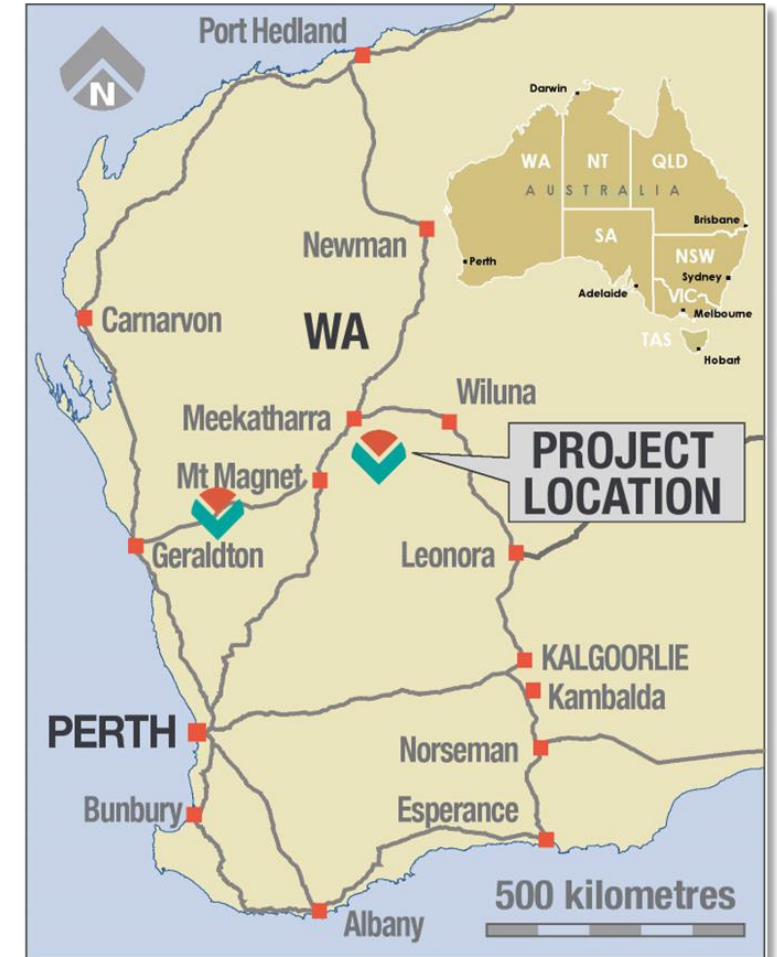 Port Hedland
N
Darwin
WA
NT
QLD
AUSTRALIA
Brisbane
SA
NSW
Perth
Sydney
Adelaide
VIC
Melbourne
TAS
Hobart
Newman
Carnarvon
WA
Wiluna
Meekatharra
PROJECT
LOCATION
Mt Magnet
Geraldton
Leonora
KALGOORLIE
Kambalda
PERTH
Norseman
Bunbury
Esperance
500 kilometres
Albany